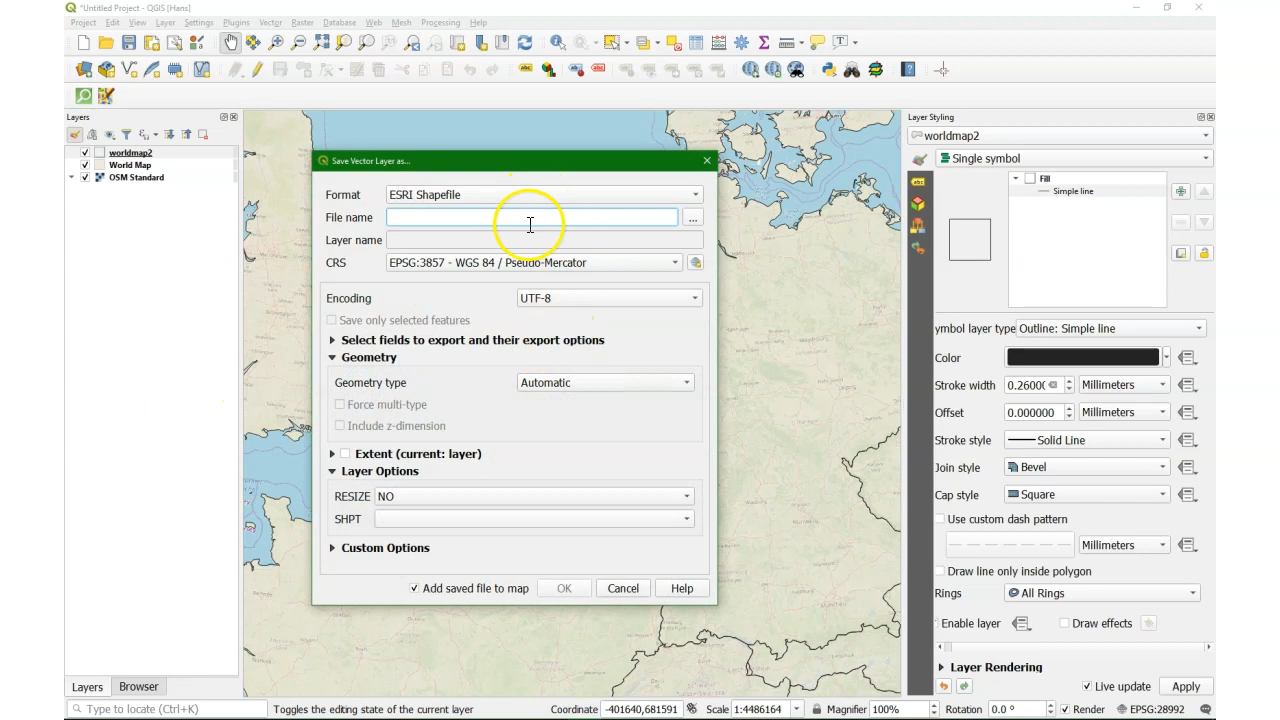 *Untitled Project - QGIS [Hans]
Project Edit View Layer Settings Plugins Vector Raster Database Web Mesh Processing Help
Layers
worldmap2
World Map
OSM Standard
Layers Browser
Save Vector Layer as...
Format ESRI Shapefile
File name ...
Layer name
CRS EPSG:3857 - WGS 84 / Pseudo-Mercator
Encoding UTF-8
Save only selected features
Select fields to export and their export options
Geometry
Geometry type Automatic
Force multi-type
Include z-dimension
Extent (current: layer)
Layer Options
RESIZE NO
SHPT
Custom Options
Add saved file to map OK Cancel Help
Layer Styling
worldmap2
Single symbol
Fill
Simple line
ymbol layer type Outline: Simple line
Color
Stroke width 0.2600( Millimeters
Offset 0.000000 Millimeters
Stroke style Solid Line
Join style Bevel
Cap style Square
Use custom dash pattern
Millimeters
Draw line only inside polygon
Rings All Rings
Enable layer Draw effects
Layer Rendering
Live update Apply
Type to locate (Ctrl+K) Toggles the editing state of the current layer Coordinate -401640,681591 Scale 1:4486164 Magnifier 100% Rotation 0.0 ° Render EPSG:28992